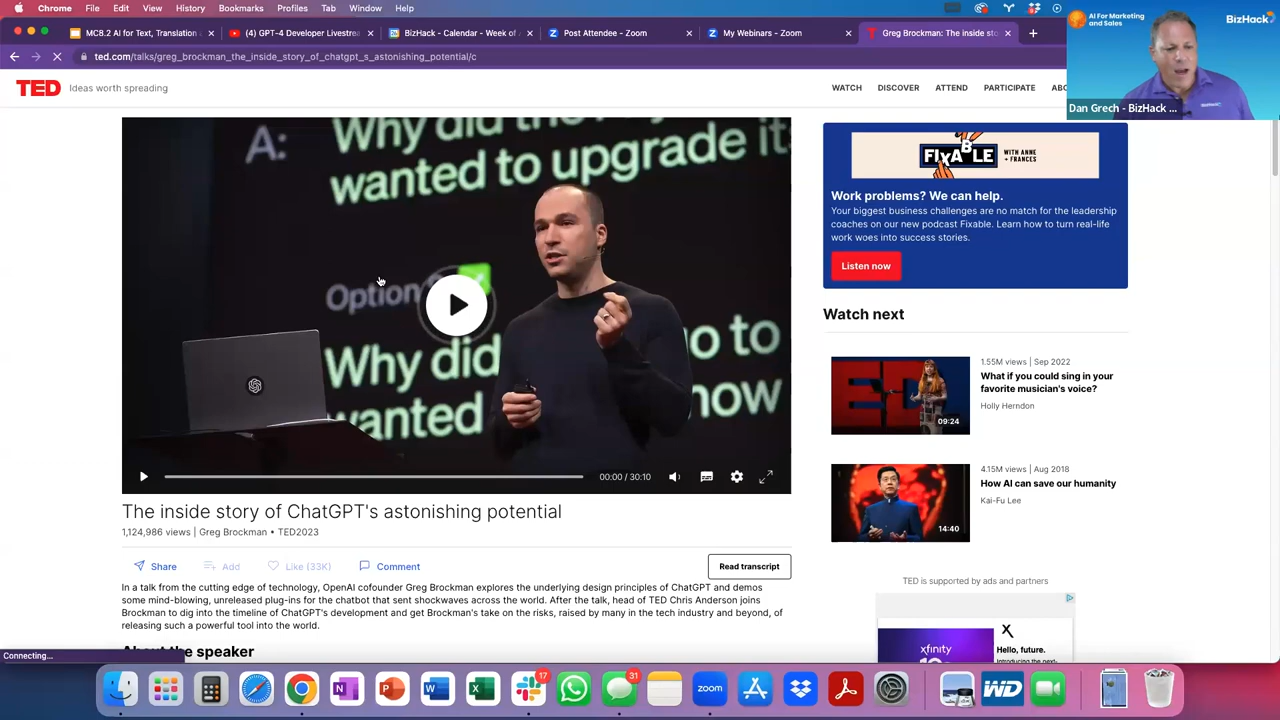 Chrome File Edit View History Bookmarks Profiles Tab Window Help
MC8.2 AI for Text, Translation
(4) GPT-4 Developer Livestrea
BizHack - Calendar - Week of
Post Attendee - Zoom
My Webinars - Zoom
Greg Brockman: The inside sto
ted.com/talks/greg_brockman_the_inside_story_of_chatgpt_s_astonishing_potential/c
AI For Marketing
and Sales
BizHack
Dan Grech - BizHack ...
TED Ideas worth spreading
WATCH DISCOVER ATTEND PARTICIPATE
A: Why did the
wanted to upgrade it
Option
Why did
wanted
to
now
00:00 / 30:10
The inside story of ChatGPT's astonishing potential
1,124,986 views | Greg Brockman • TED2023
Share Add Like (33K) Comment Read transcript
In a talk from the cutting edge of technology, OpenAI cofounder Greg Brockman explores the underlying design principles of ChatGPT and demos
some mind-blowing, unreleased plug-ins for the chatbot that sent shockwaves across the world. After the talk, head of TED Chris Anderson joins
Brockman to dig into the timeline of ChatGPT's development and get Brockman's take on the risks, raised by many in the tech industry and beyond, of
releasing such a powerful tool into the world.
About the speaker
Connecting...
FIXABLE
WITH ANNE
+ FRANCES
Work problems? We can help.
Your biggest business challenges are no match for the leadership
coaches on our new podcast Fixable. Learn how to turn real-life
work woes into success stories.
Listen now
Watch next
1.55M views | Sep 2022
What if you could sing in your
favorite musician's voice?
Holly Herndon
09:24
4.15M views | Aug 2018
How AI can save our humanity
Kai-Fu Lee
14:40
TED is supported by ads and partners
xfinity
Hello, future.
17
31
zoom
WD